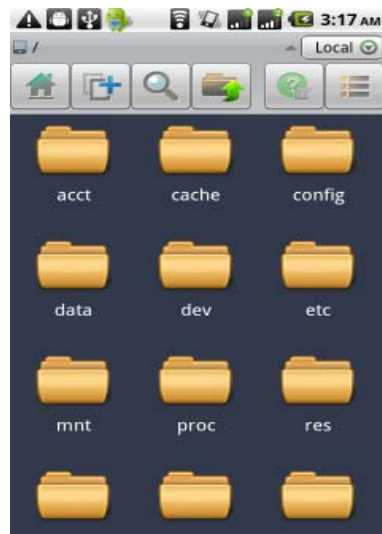 3:17 AM
/
Local
acct cache config
data dev etc
mnt proc res